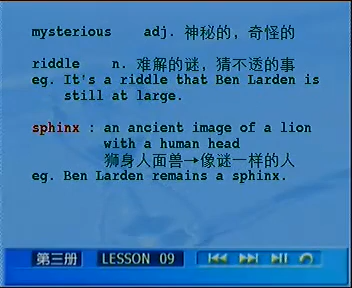 mysterious adj. 神秘的，奇怪的
riddle n. 难解的谜，猜不透的事
eg. It's a riddle that Ben Larden is
still at large.
sphinx : an ancient image of a lion
with a human head
狮身人面兽→像谜一样的人
eg. Ben Larden remains a sphinx.
第三册 LESSON 09